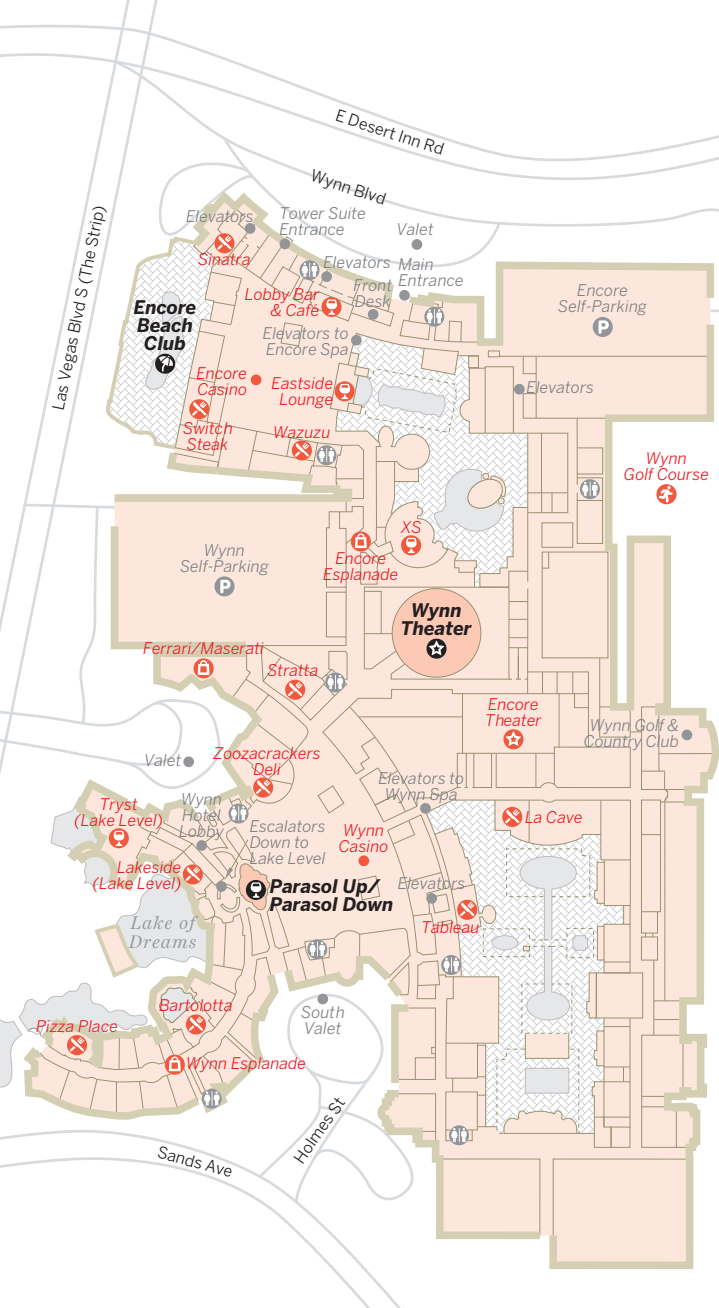 E Desert Inn Rd
Wynn Blvd
Las Vegas Blvd S (The Strip)
Elevators
Tower Suite
Entrance
Valet
Sinatra
Elevators
Main
Entrance
Encore
Self-Parking
P
Lobby Bar
& Café
Front
Desk
Encore
Beach
Club
Elevators to
Encore Spa
Encore
Casino
Eastside
Lounge
Elevators
Switch
Steak
Wazuzu
Wynn
Golf Course
XS
Wynn
Self-Parking
P
Encore
Esplanade
Wynn
Theater
Ferrari/Maserati
Stratta
Encore
Theater
Wynn Golf &
Country Club
Valet
Zoozacrackers
Deli
Elevators to
Wynn Spa
Tryst
(Lake Level)
Wynn
Hotel
Lobby
Escalators
Down to
Lake Level
Wynn
Casino
La Cave
Lakeside
(Lake Level)
Parasol Up/
Parasol Down
Elevators
Tableau
Lake of
Dreams
Bartolotta
South
Valet
Pizza Place
Wynn Esplanade
Holmes St
Sands Ave